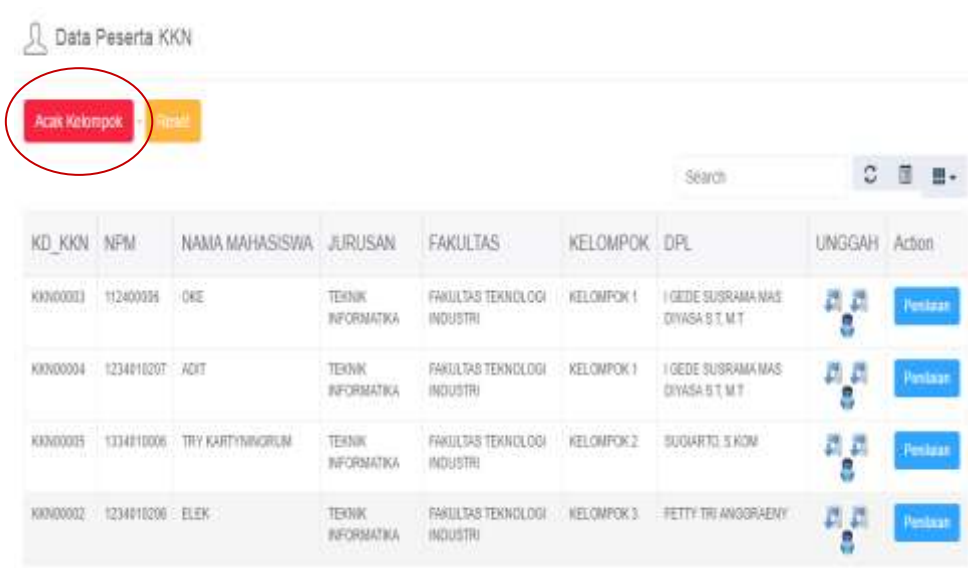 Data Peserta KKN
Acak Kelompok - Reset
Search
KD_KKN NPM NAMA MAHASISWA JURUSAN FAKULTAS KELOMPOK DPL UNGGAH Action
KKN00003 112400006 OKE TEKNIK FAKULTAS TEKNOLOGI KELOMPOK 1 I GEDE SUSRAMA MAS Penilaian
INFORMATIKA INDUSTRI DIYASA S.T, M.T
KKN00004 1234010207 ADIT TEKNIK FAKULTAS TEKNOLOGI KELOMPOK 1 I GEDE SUSRAMA MAS Penilaian
INFORMATIKA INDUSTRI DIYASA S.T, M.T
KKN00005 1334010006 TRY KARTYNINGRUM TEKNIK FAKULTAS TEKNOLOGI KELOMPOK 2 SUGIARTO, S.KOM Penilaian
INFORMATIKA INDUSTRI
KKN00002 1234010206 ELEK TEKNIK FAKULTAS TEKNOLOGI KELOMPOK 3 FETTY TRI ANGGRAENY Penilaian
INFORMATIKA INDUSTRI